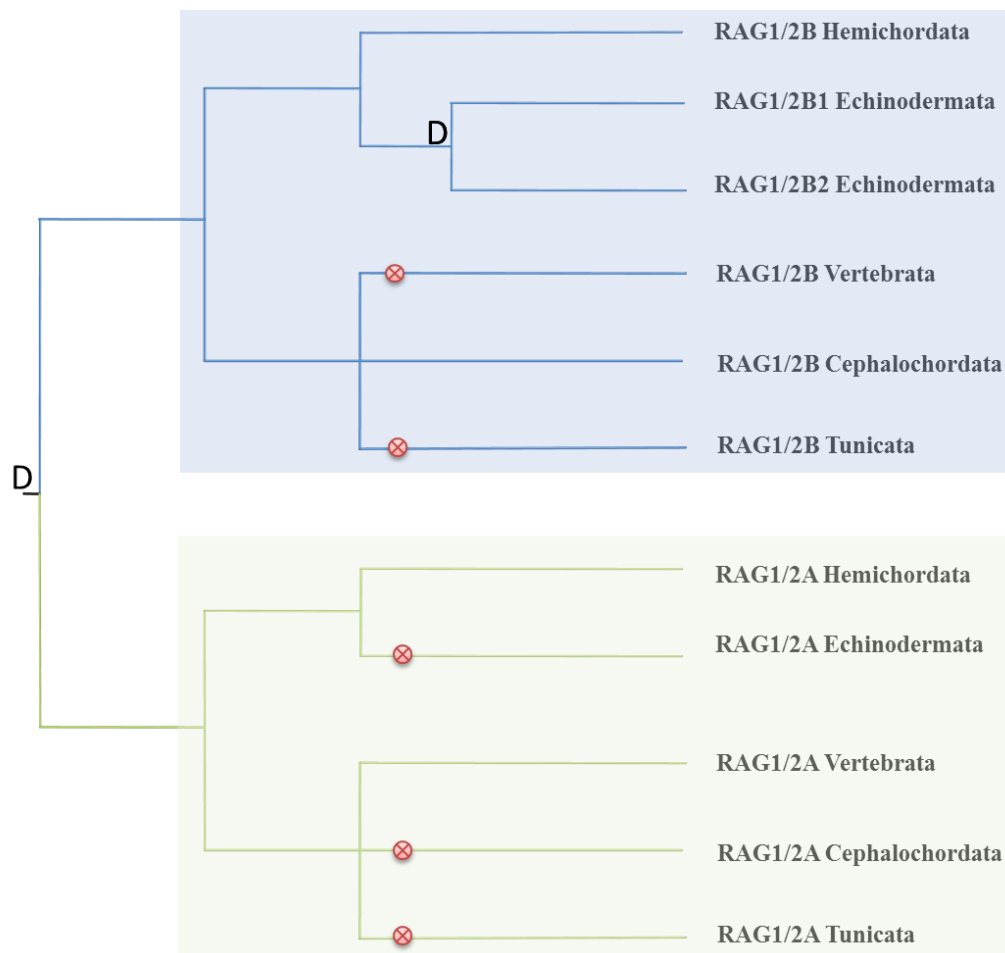 RAG1/2B Hemichordata
RAG1/2B1 Echinodermata
D
RAG1/2B2 Echinodermata
RAG1/2B Vertebrata
RAG1/2B Cephalochordata
RAG1/2B Tunicata
D
RAG1/2A Hemichordata
RAG1/2A Echinodermata
RAG1/2A Vertebrata
RAG1/2A Cephalochordata
RAG1/2A Tunicata